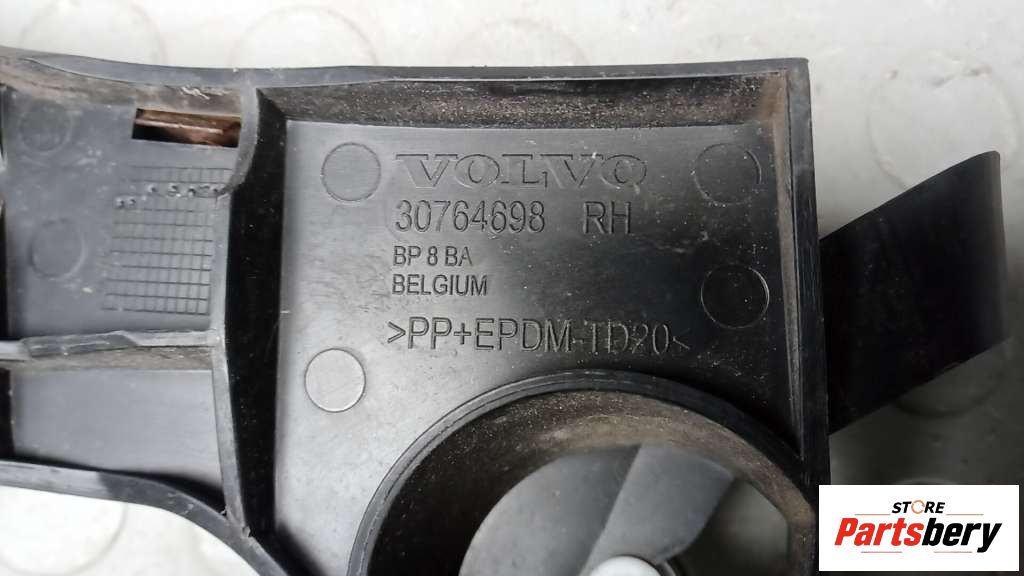 VOLVO
30764698 RH
BP 8 BA
BELGIUM
>PP+EPDM-TD20<
STORE
Partsbery